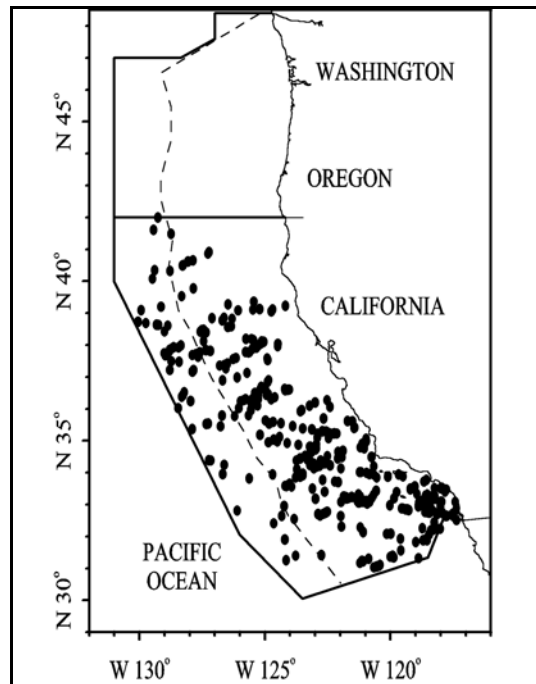 WASHINGTON
N 45°
OREGON
N 40°
CALIFORNIA
N 35°
PACIFIC
OCEAN
N 30°
W 130°
W 125°
W 120°